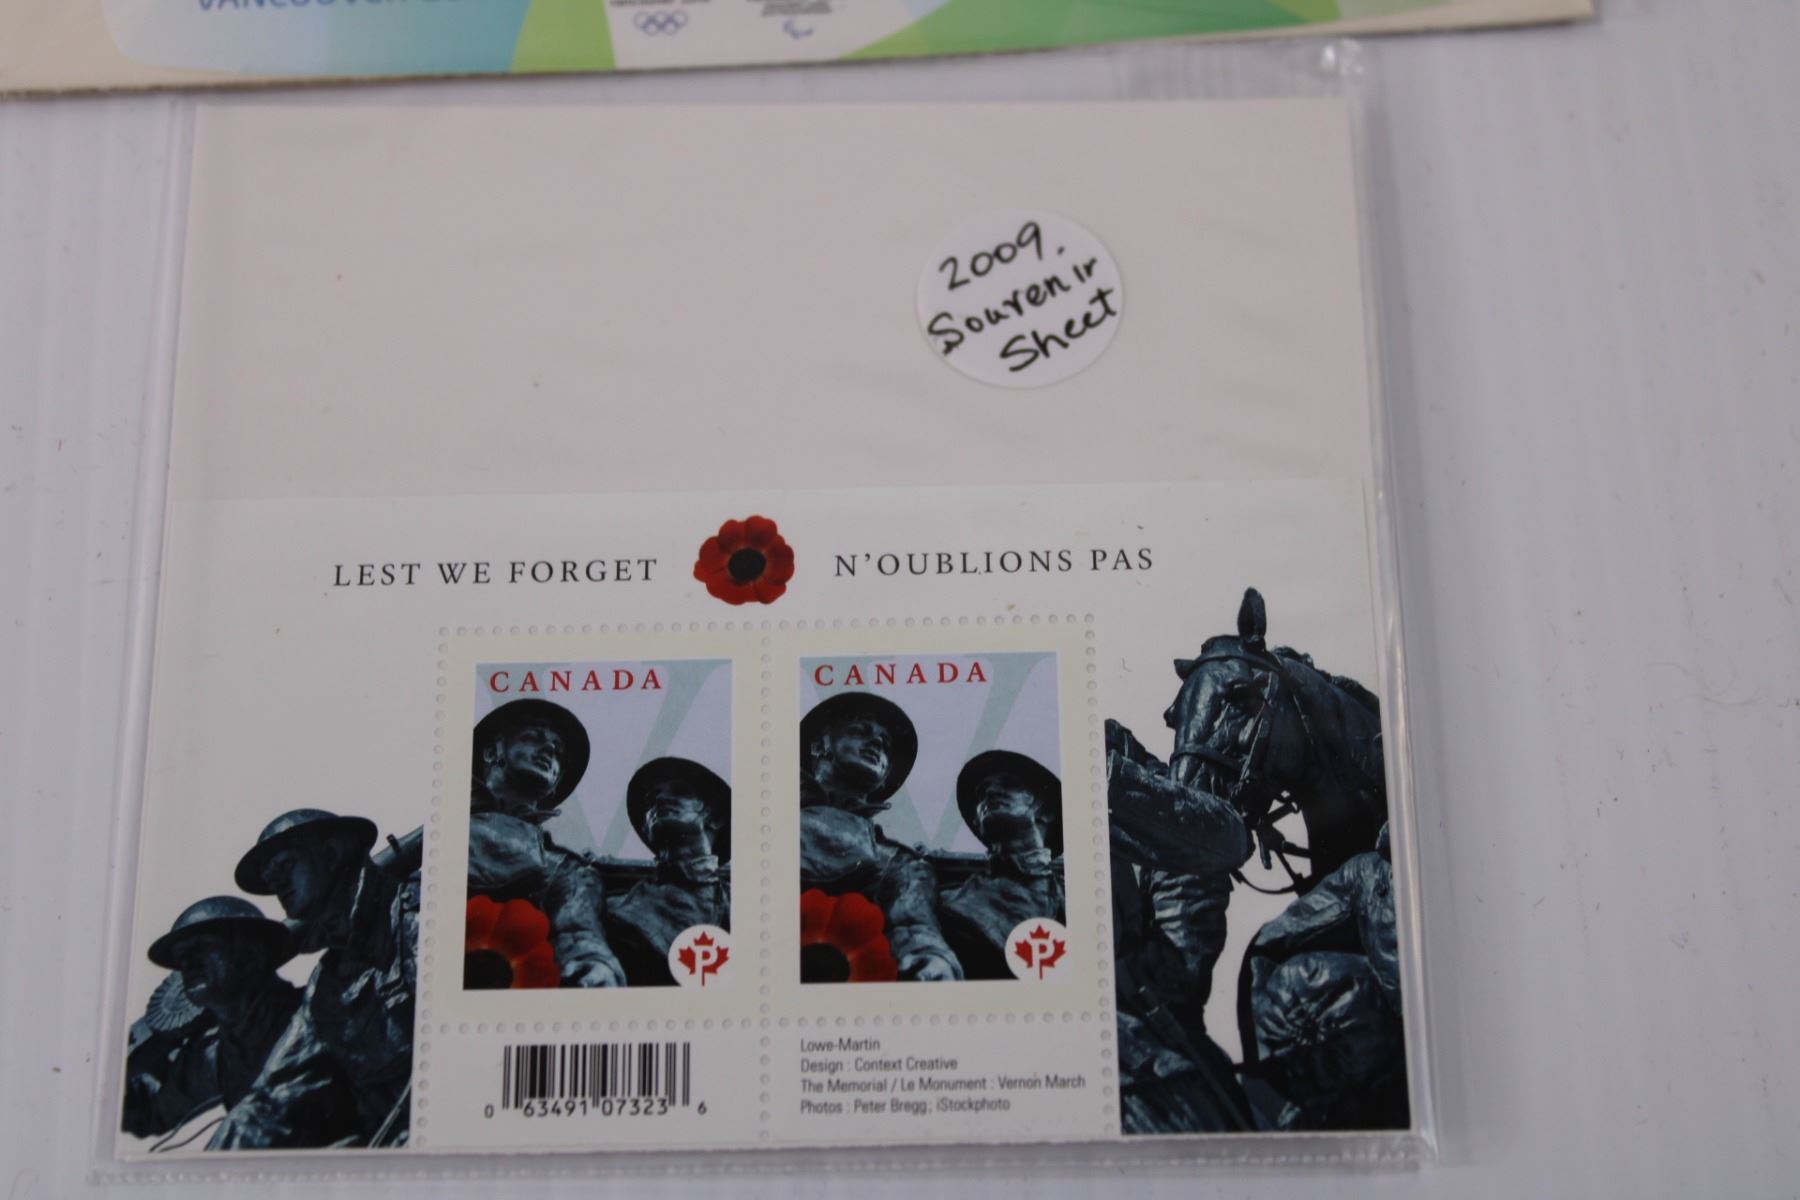 VANCOUVER
2009.
Souvenir
Sheet
LEST WE FORGET N'OUBLIONS PAS
CANADA CANADA
P P
Lowe-Martin
Design : Context Creative
The Memorial / Le Monument : Vernon March
Photos : Peter Bregg; iStockphoto
0 63491 07323 6